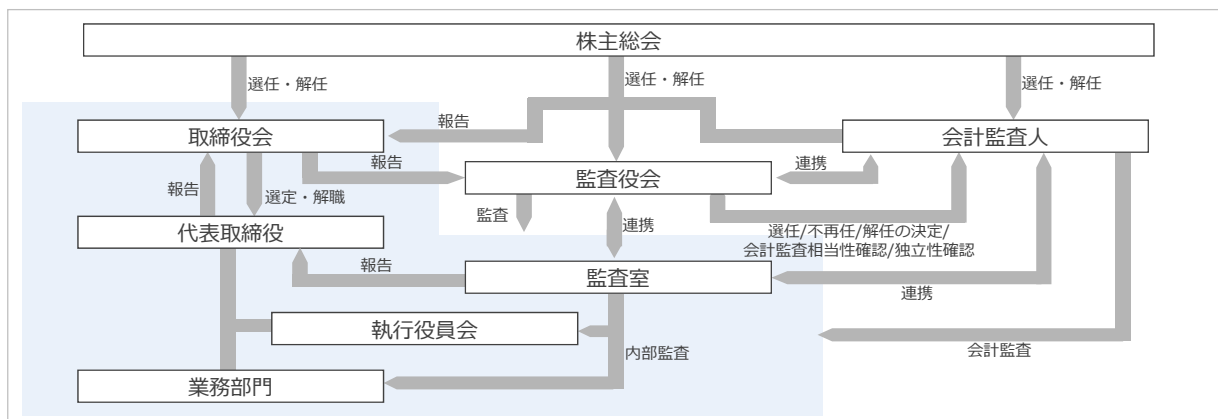 株主総会
選任・解任
選任・解任
選任・解任
報告
取締役会
会計監査人
報告
連携
監査役会
報告
選定・解職
監査
連携
選任/不再任/解任の決定/
会計監査相当性確認/独立性確認
代表取締役
報告
監査室
連携
執行役員会
内部監査
会計監査
業務部門